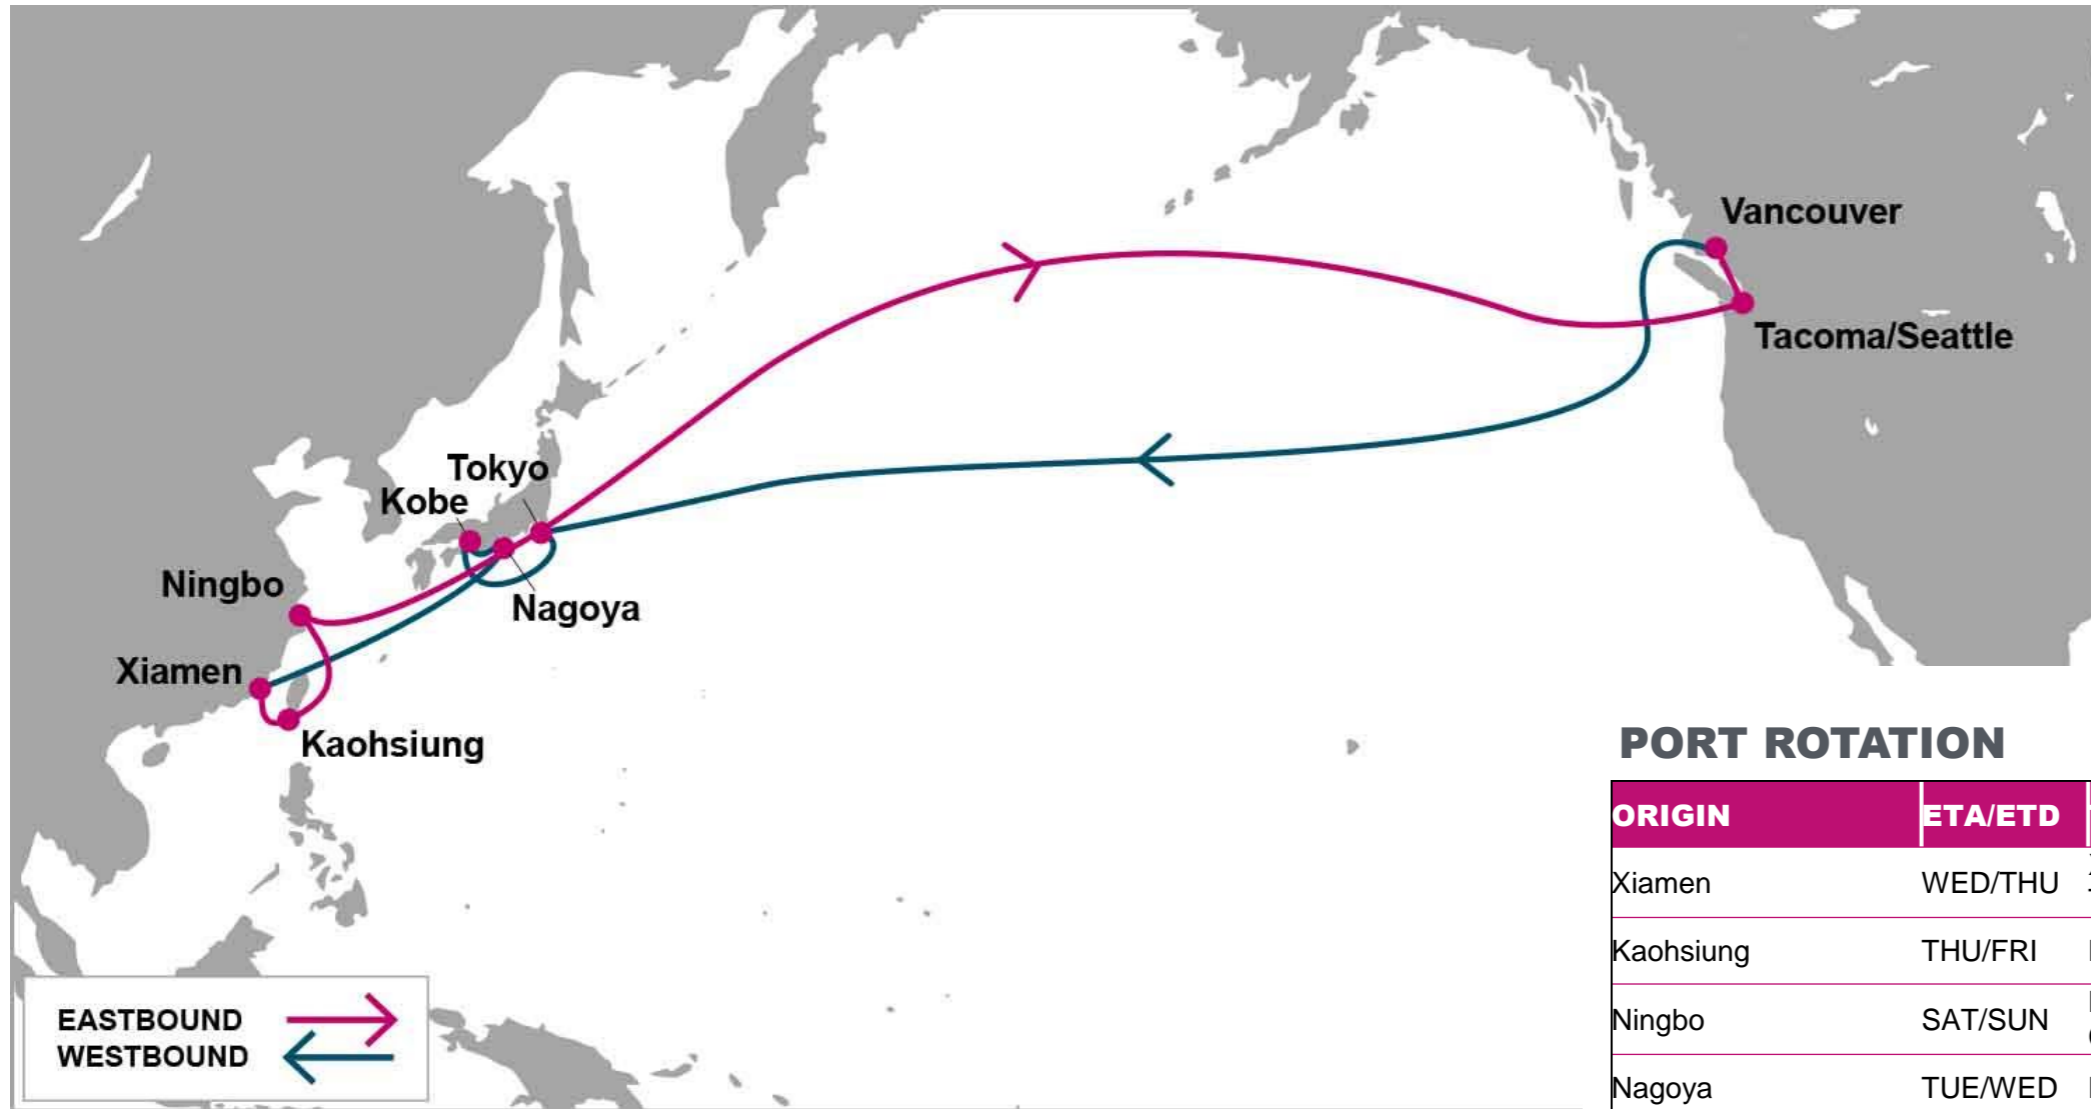 Vancouver
Tacoma/Seattle
Tokyo
Kobe
Ningbo
Nagoya
Xiamen
Kaohsiung
EASTBOUND
WESTBOUND
PORT ROTATION
ORIGIN ETA/ETD
Xiamen WED/THU
Kaohsiung THU/FRI
Ningbo SAT/SUN
Nagoya TUE/WED